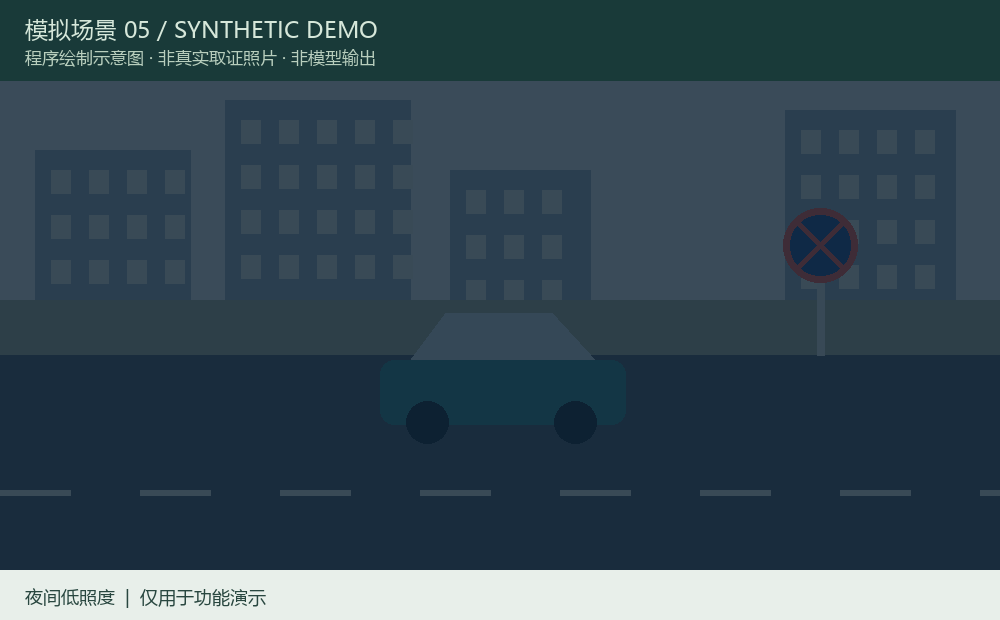 模拟场景 05 / SYNTHETIC DEMO
程序绘制示意图 · 非真实取证照片 · 非模型输出
夜间低照度 | 仅用于功能演示